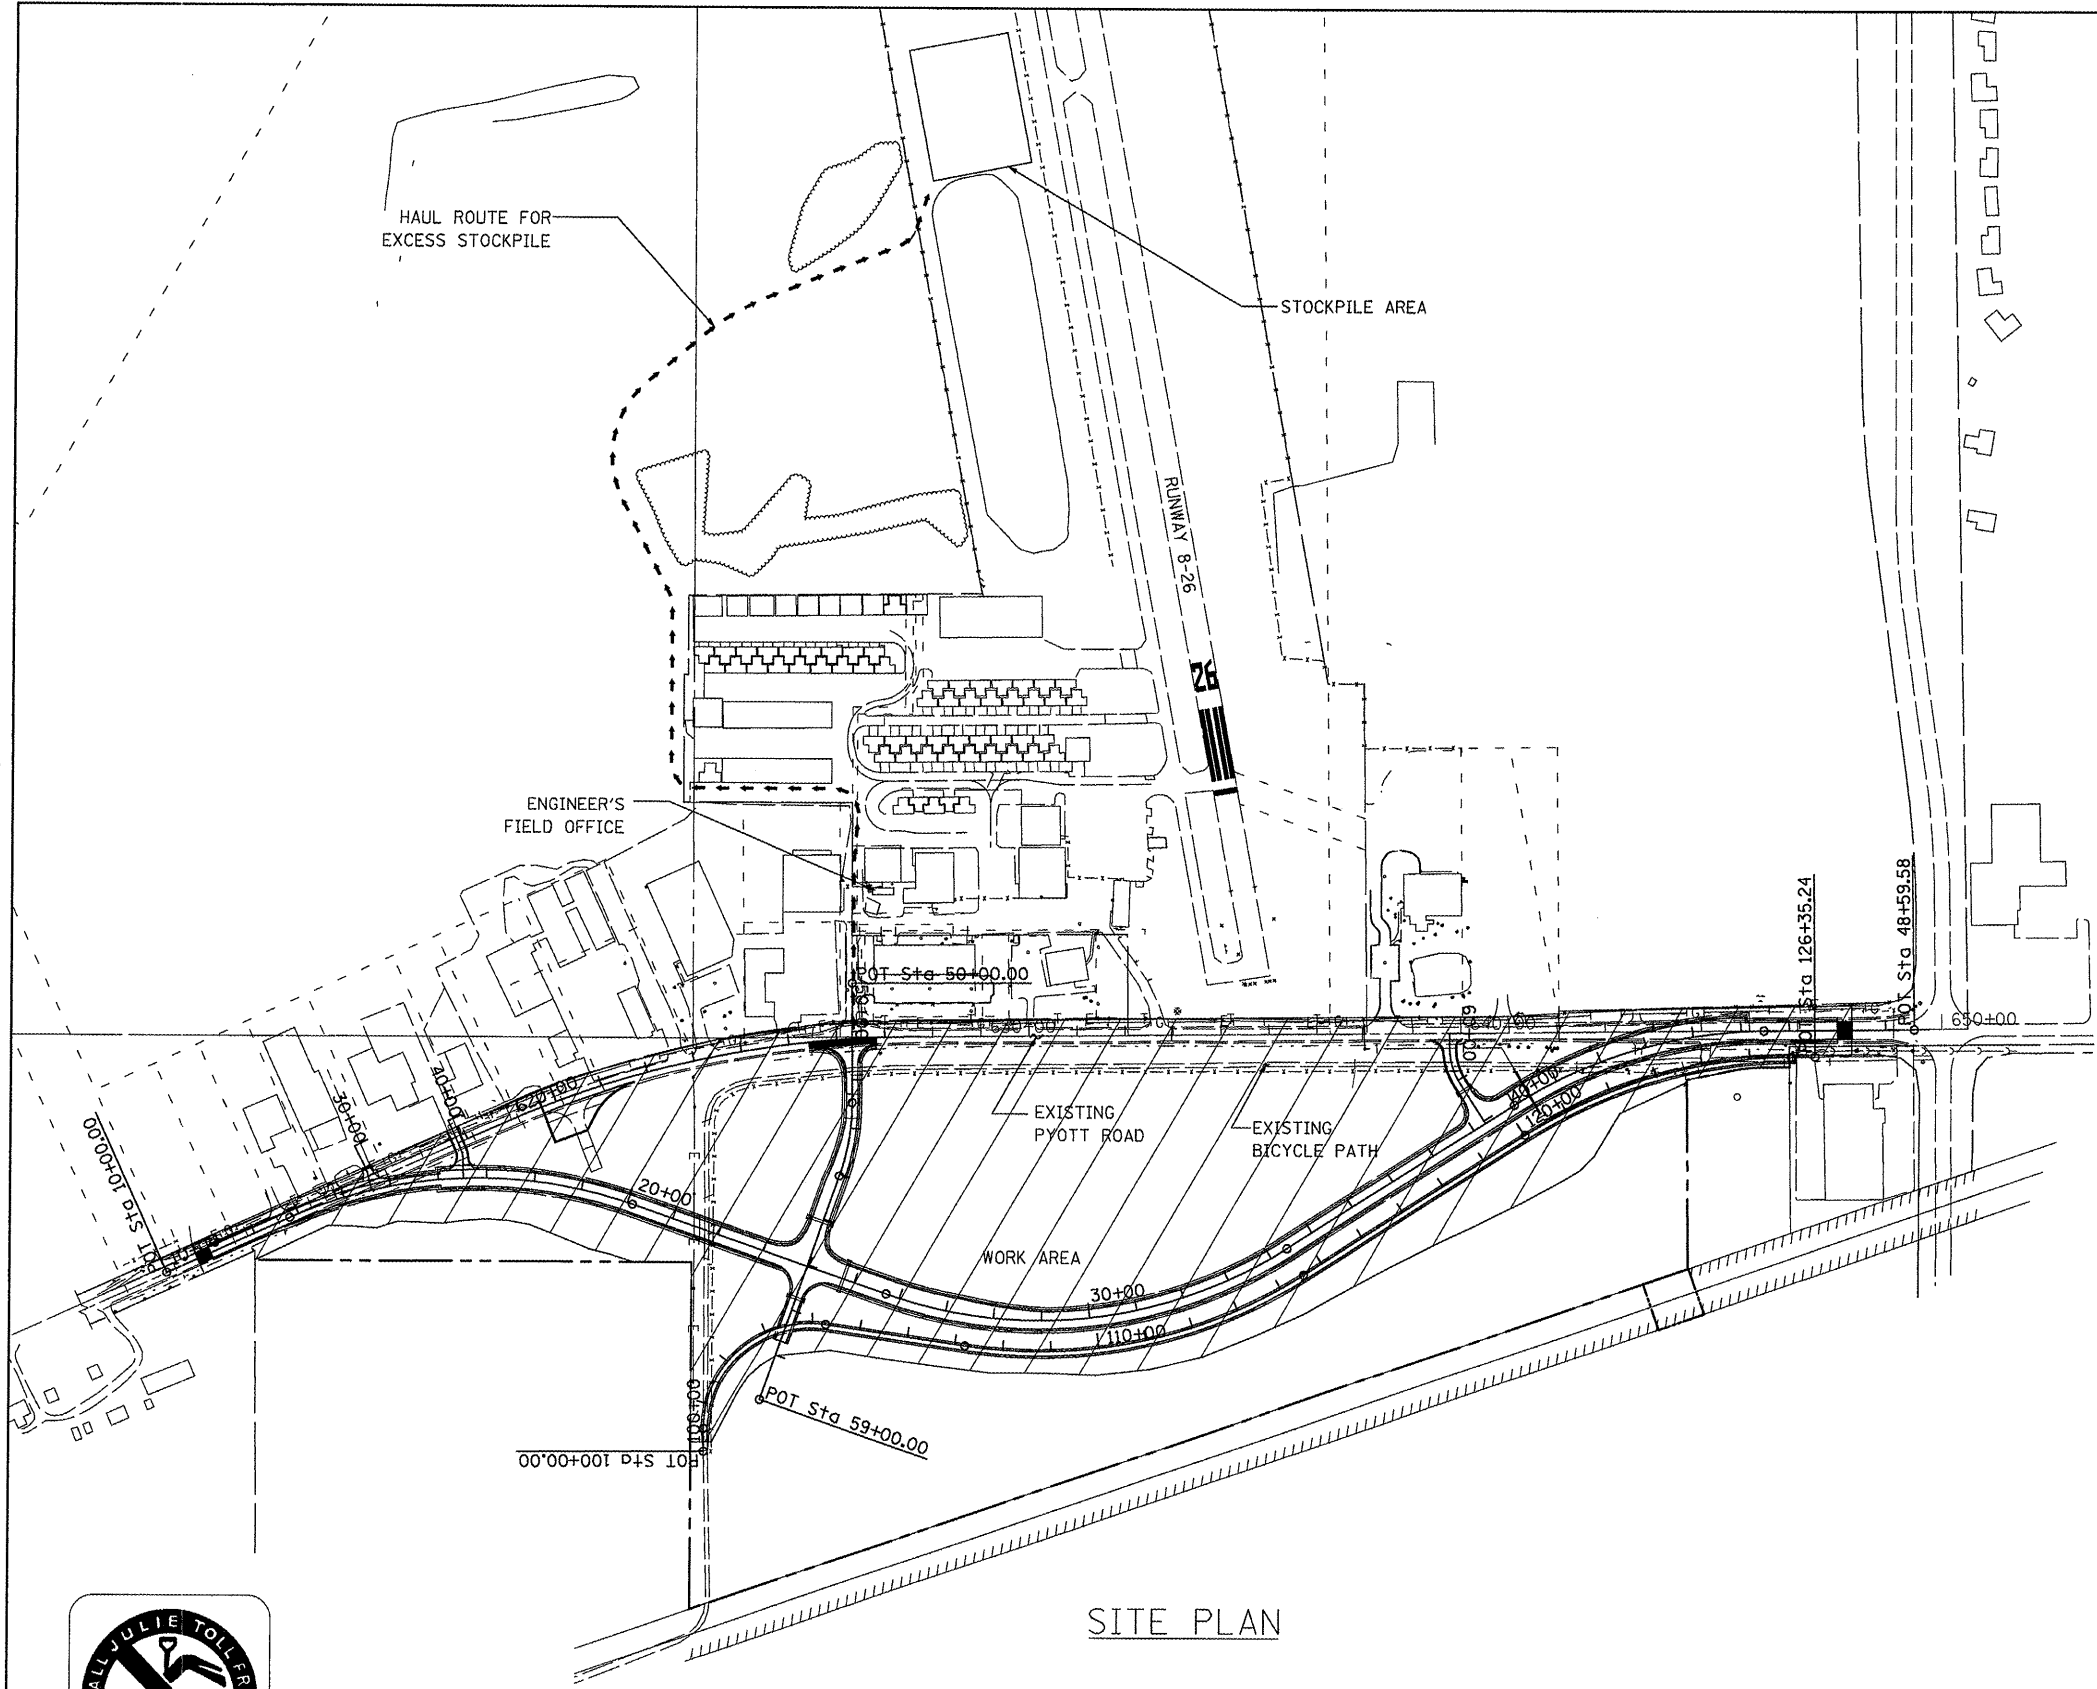 HAUL ROUTE FOR
EXCESS STOCKPILE
STOCKPILE AREA
RUNWAY 8-26
26
ENGINEER'S
FIELD OFFICE
POT Sta 50+00.00
POT Sta 126+35.24
POT Sta 48+59.58
630+00
640+00
650+00
620+00
40+00
30+00
POT Sta 10+00.00
EXISTING
PYOTT ROAD
EXISTING
BICYCLE PATH
40+00
120+00
20+00
WORK AREA
30+00
110+00
100+00
POT Sta 59+00.00
POT Sta 100+00.00
SITE PLAN
JULIE TOLL